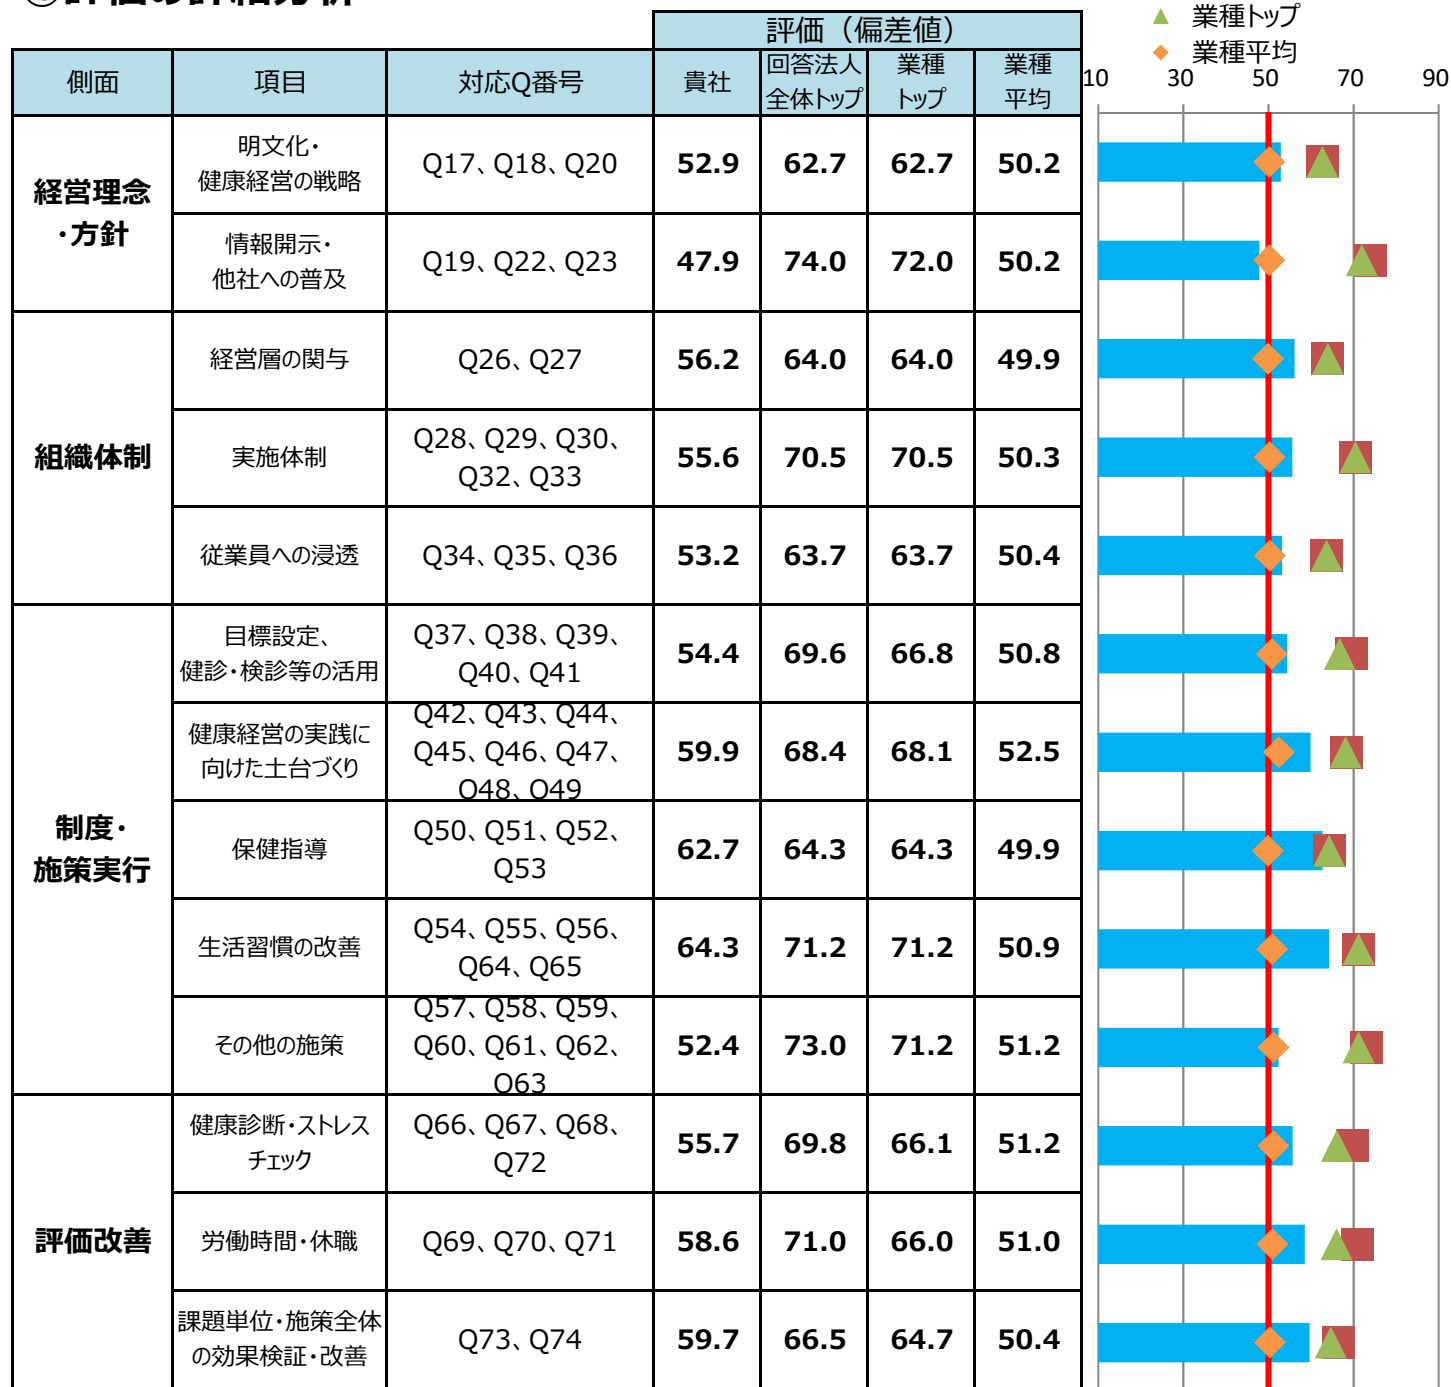 評価（偏差値）
▲ 業種トップ
◆ 業種平均
側面 項目 対応Q番号 貴社 回答法人 業種 業種
全体トップ トップ 平均
10 30 50 70 90
経営理念
・方針
明文化・
健康経営の戦略
Q17、Q18、Q20 52.9 62.7 62.7 50.2
情報開示・
他社への普及
Q19、Q22、Q23 47.9 74.0 72.0 50.2
組織体制
経営層の関与 Q26、Q27 56.2 64.0 64.0 49.9
実施体制
Q28、Q29、Q30、
Q32、Q33
55.6 70.5 70.5 50.3
従業員への浸透 Q34、Q35、Q36 53.2 63.7 63.7 50.4
制度・
施策実行
目標設定、
健診・検診等の活用
Q37、Q38、Q39、
Q40、Q41
54.4 69.6 66.8 50.8
健康経営の実践に
向けた土台づくり
Q42、Q43、Q44、
Q45、Q46、Q47、
Q48、Q49
59.9 68.4 68.1 52.5
保健指導
Q50、Q51、Q52、
Q53
62.7 64.3 64.3 49.9
生活習慣の改善
Q54、Q55、Q56、
Q64、Q65
64.3 71.2 71.2 50.9
その他の施策
Q57、Q58、Q59、
Q60、Q61、Q62、
Q63
52.4 73.0 71.2 51.2
評価改善
健康診断・ストレス
チェック
Q66、Q67、Q68、
Q72
55.7 69.8 66.1 51.2
労働時間・休職 Q69、Q70、Q71 58.6 71.0 66.0 51.0
課題単位・施策全体
の効果検証・改善
Q73、Q74 59.7 66.5 64.7 50.4